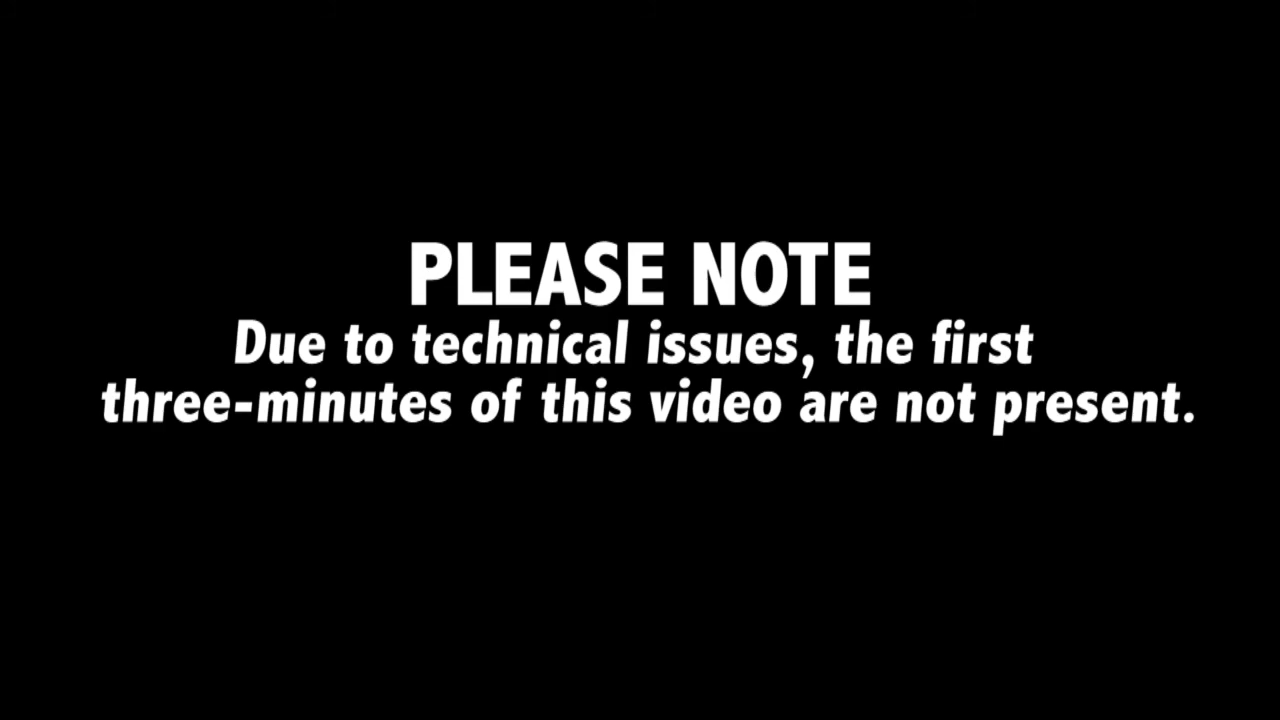 PLEASE NOTE
Due to technical issues, the first
three-minutes of this video are not present.